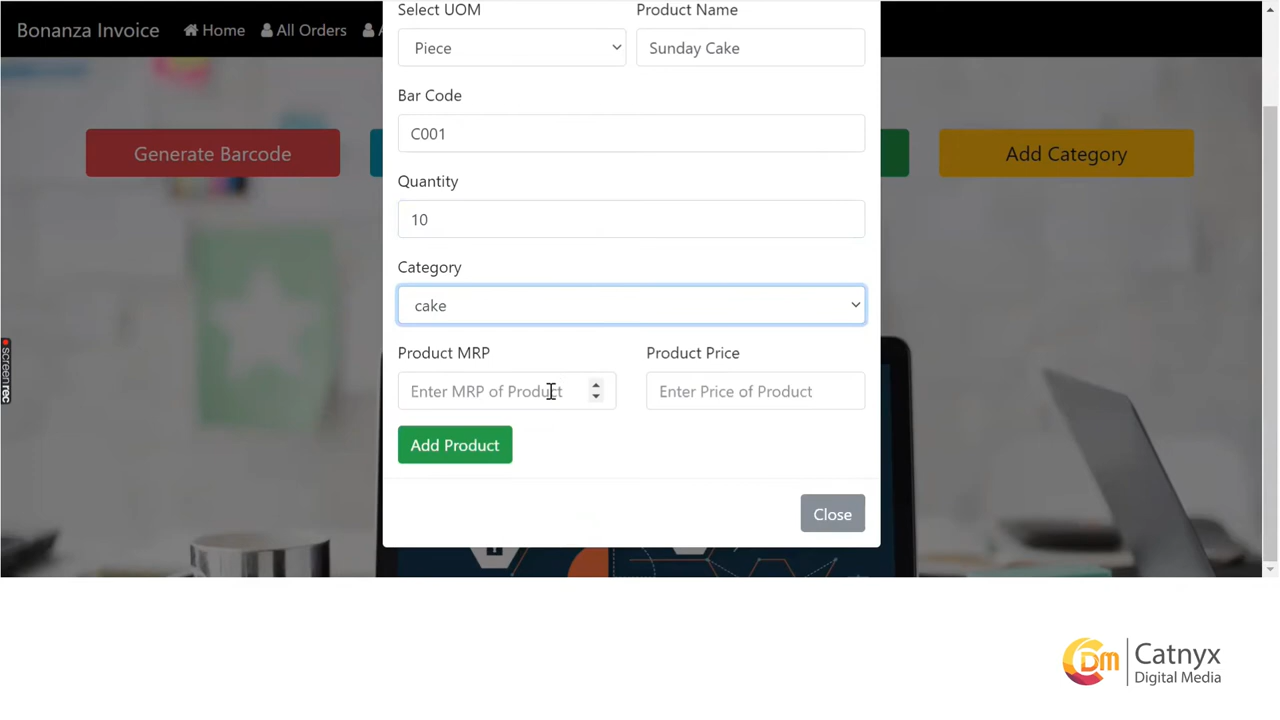 Select UOM
Product Name
Bonanza Invoice
Home
All Orders
Piece
Sunday Cake
Bar Code
C001
Generate Barcode
Add Category
Quantity
10
Category
cake
Product MRP
Product Price
Enter MRP of Product
Enter Price of Product
Add Product
Close
screenrec
Dm
Catnyx
Digital Media